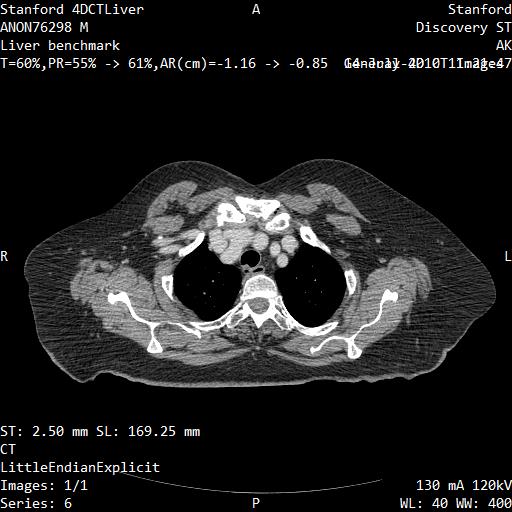 Stanford 4DCTLiver
A
Stanford
ANON76298 M
Discovery ST
Liver benchmark
AK
T=60%,PR=55% -> 61%,AR(cm)=-1.16 -> -0.85
R
L
ST: 2.50 mm SL: 169.25 mm
CT
LittleEndianExplicit
Images: 1/1
130 mA 120kV
Series: 6
P
WL: 40 WW: 400